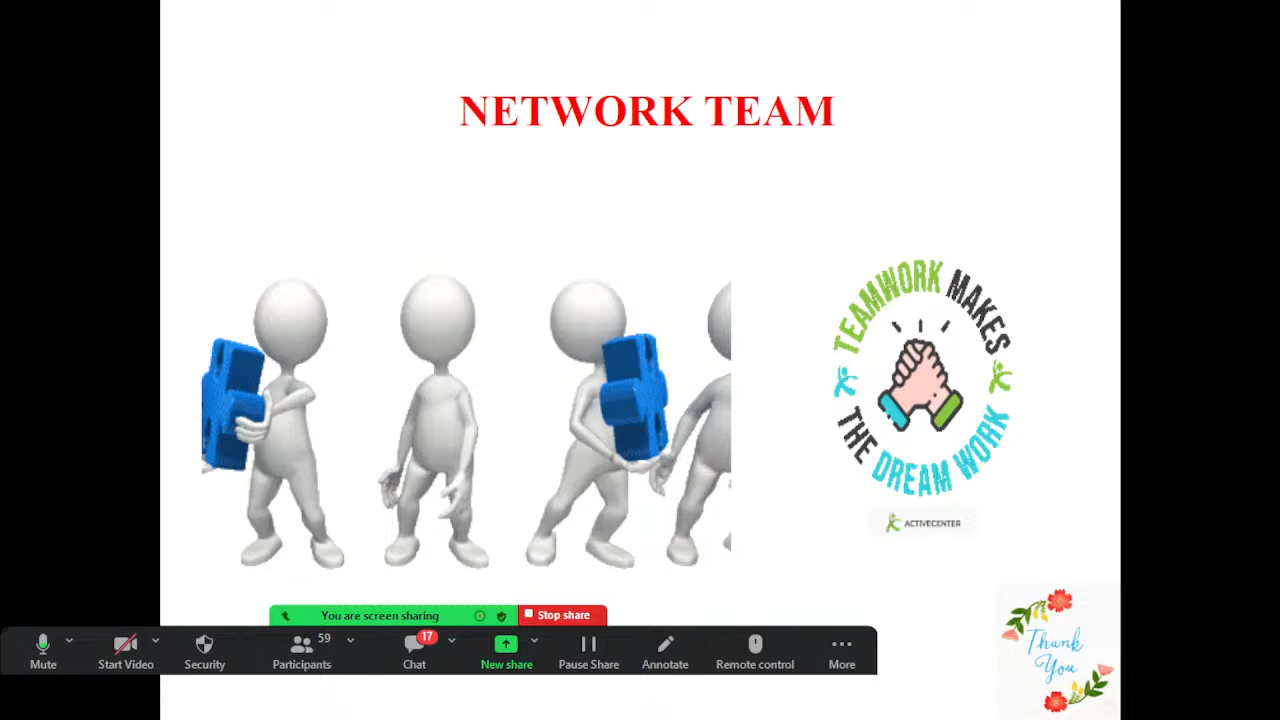 NETWORK TEAM
TEAMWORK MAKES
THE DREAM WORK
ACTIVECENTER
Thank
You
You are screen sharing
Stop share
59
17
Mute
Start Video
Security
Participants
Chat
New share
Pause Share
Annotate
Remote control
More